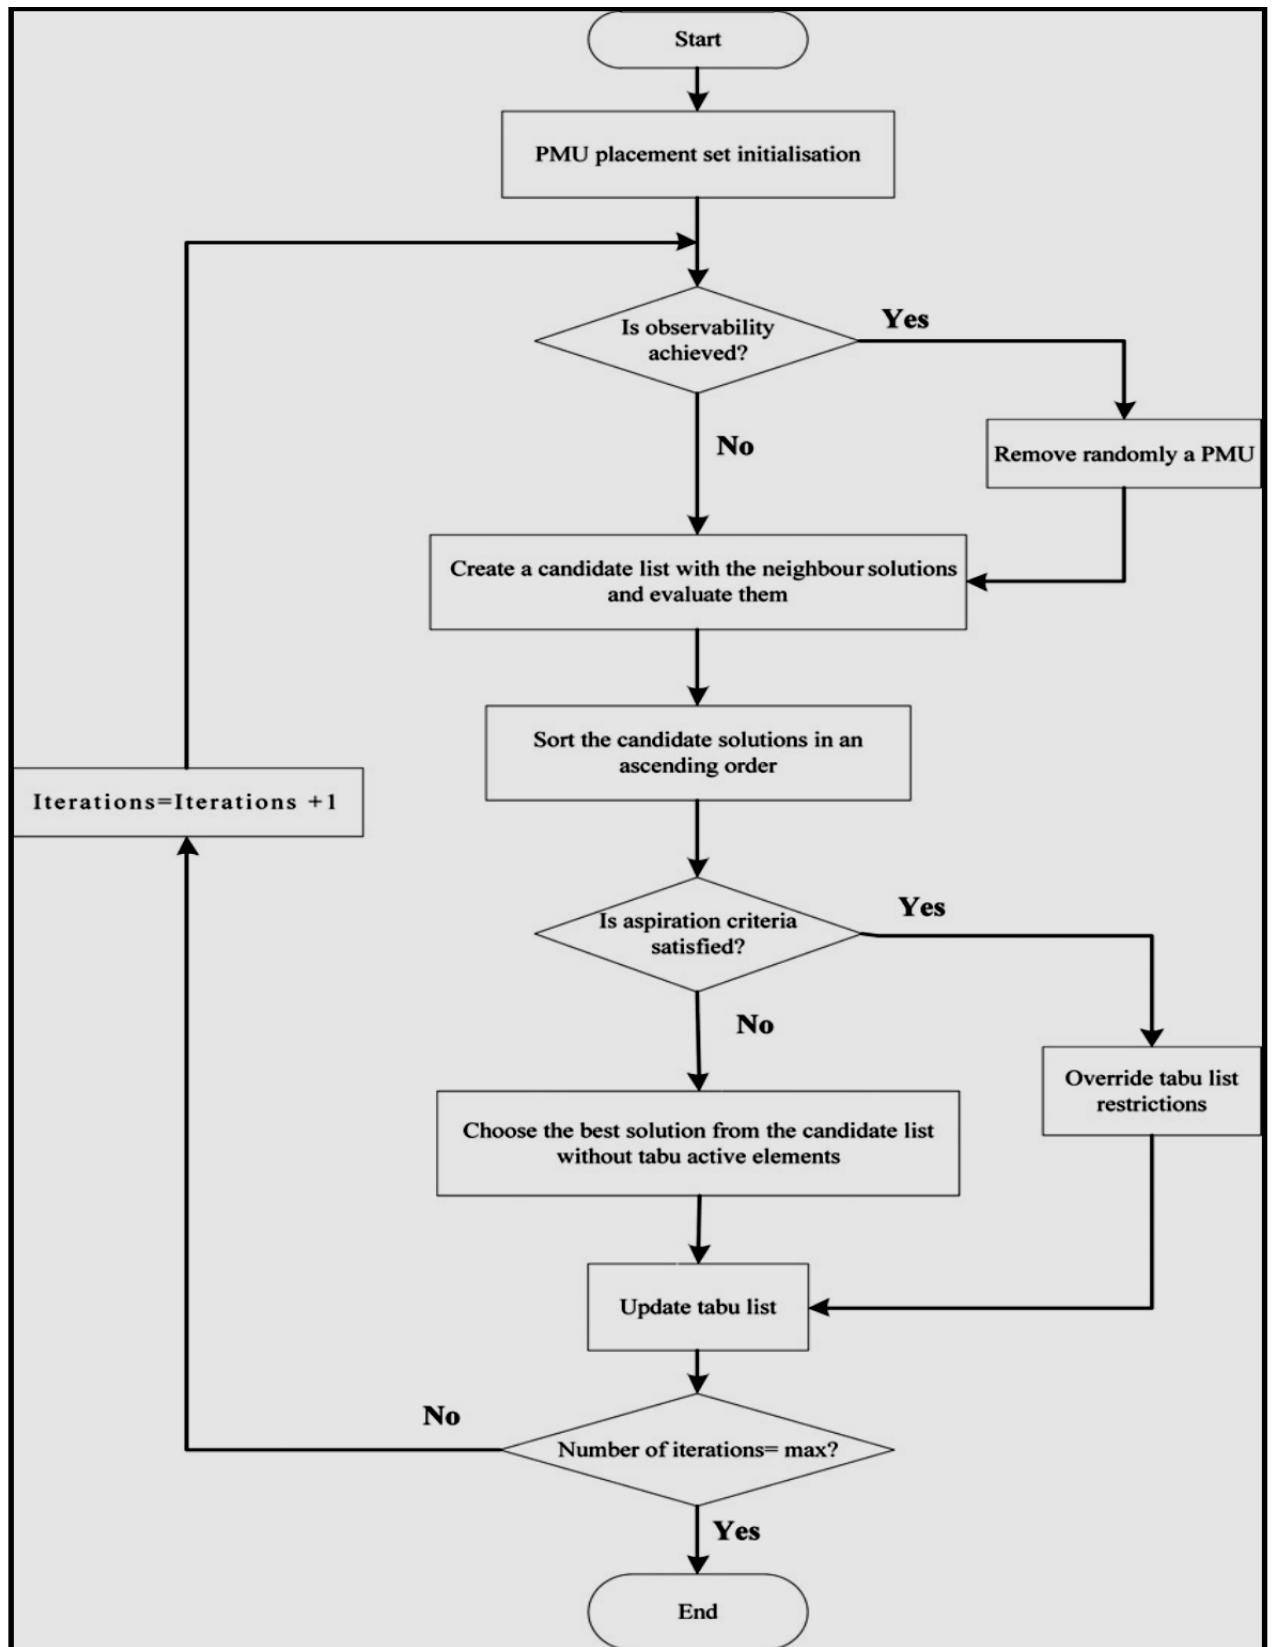 Start
PMU placement set initialisation
Is observability
achieved?
Yes
No
Remove randomly a PMU
Create a candidate list with the neighbour solutions
and evaluate them
Sort the candidate solutions in an
ascending order
Iterations=Iterations +1
Is aspiration criteria
satisfied?
Yes
No
Override tabu list
restrictions
Choose the best solution from the candidate list
without tabu active elements
Update tabu list
No
Number of iterations= max?
Yes
End